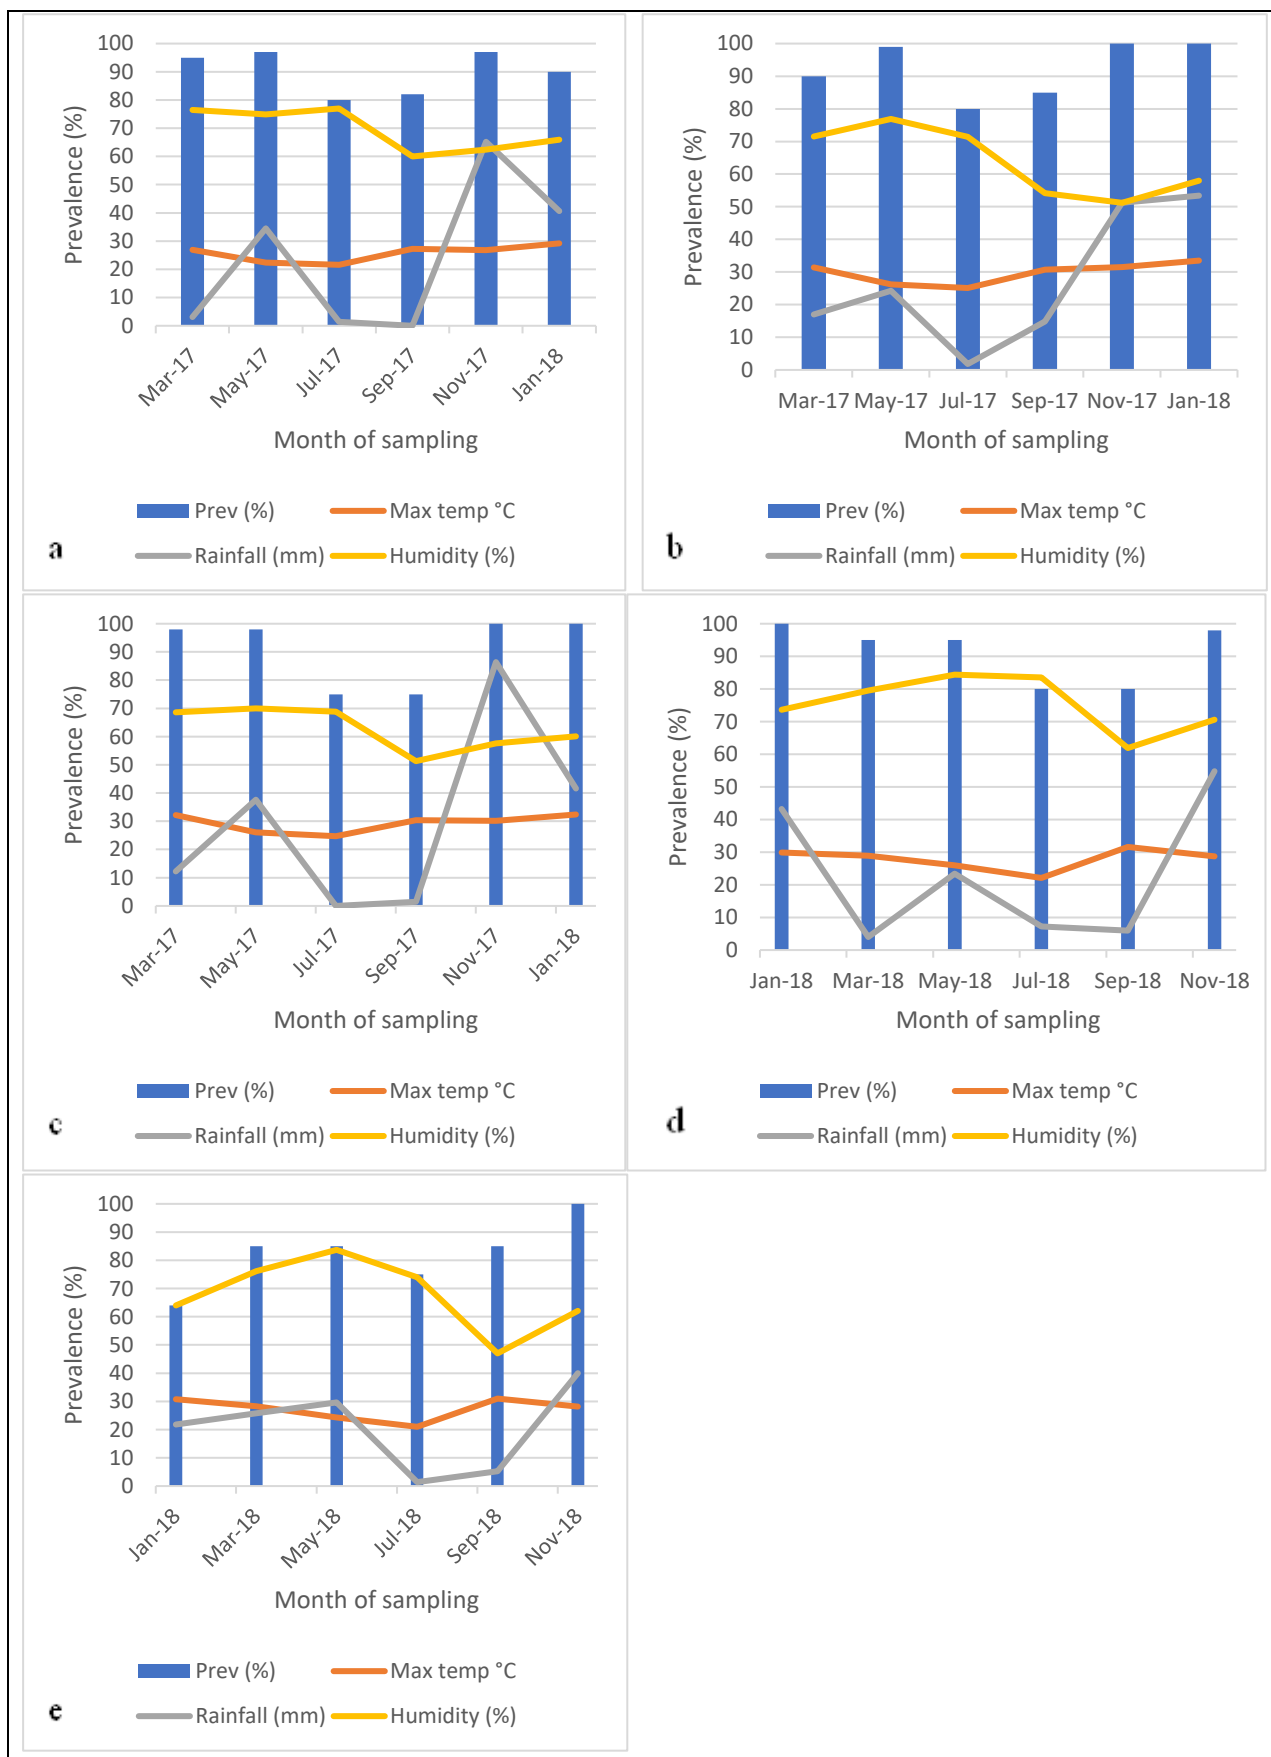 100
90
80
70
60
50
40
30
20
10
0
Prevalence (%)
Mar-17 May-17 Jul-17 Sep-17 Nov-17 Jan-18
Month of sampling
Prev (%) Max temp °C
Rainfall (mm) Humidity (%)
a
100
90
80
70
60
50
40
30
20
10
0
Prevalence (%)
Mar-17 May-17 Jul-17 Sep-17 Nov-17 Jan-18
Month of sampling
Prev (%) Max temp °C
Rainfall (mm) Humidity (%)
b
100
90
80
70
60
50
40
30
20
10
0
Prevalence (%)
Mar-17 May-17 Jul-17 Sep-17 Nov-17 Jan-18
Month of sampling
Prev (%) Max temp °C
Rainfall (mm) Humidity (%)
c
100
90
80
70
60
50
40
30
20
10
0
Prevalence (%)
Jan-18 Mar-18 May-18 Jul-18 Sep-18 Nov-18
Month of sampling
Prev (%) Max temp °C
Rainfall (mm) Humidity (%)
d
100
90
80
70
60
50
40
30
20
10
0
Prevalence (%)
Jan-18 Mar-18 May-18 Jul-18 Sep-18 Nov-18
Month of sampling
Prev (%) Max temp °C
Rainfall (mm) Humidity (%)
e